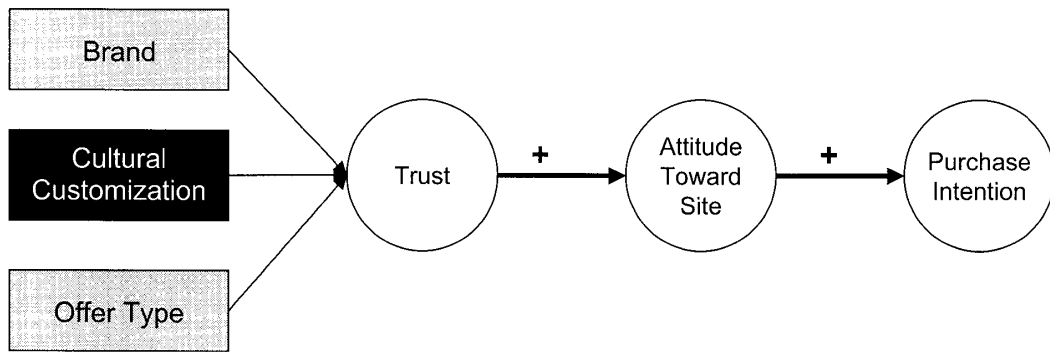 Brand
Cultural
Customization
Offer Type
Trust
+
Attitude
Toward
Site
+
Purchase
Intention